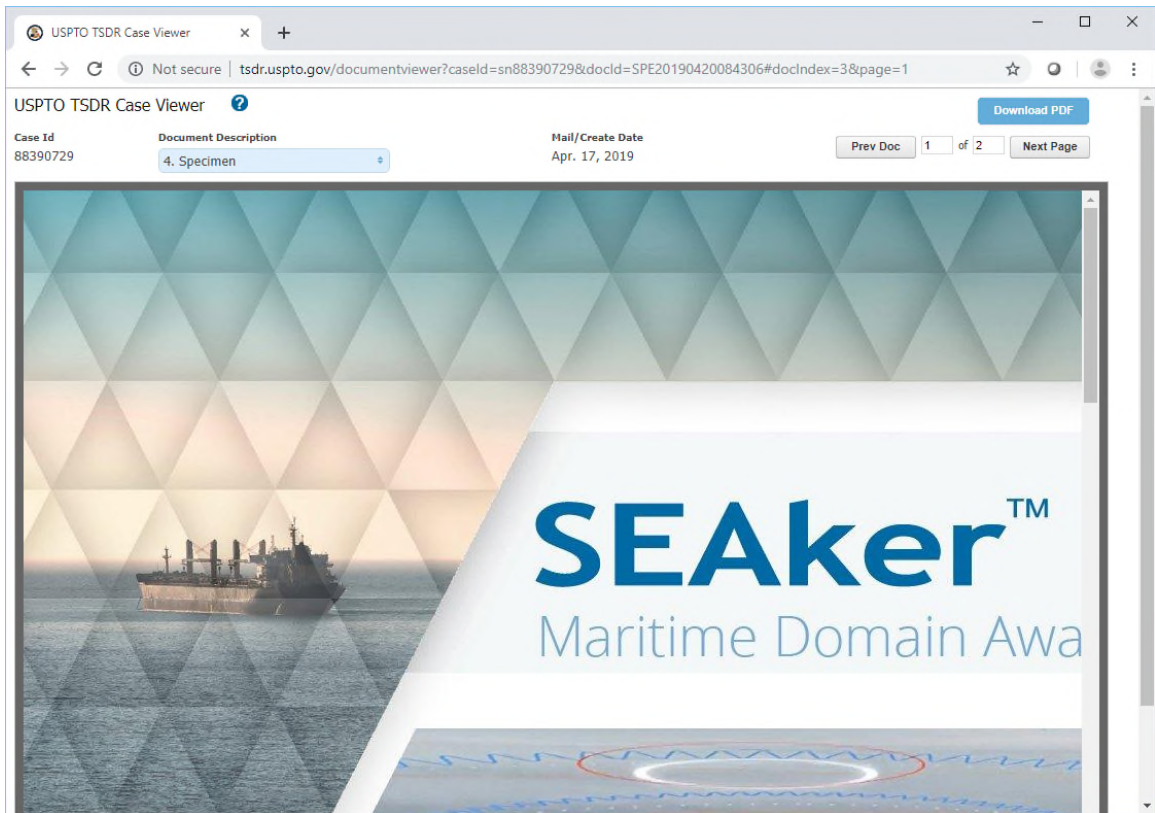 USPTO TSDR Case Viewer
Not secure | tsdr.uspto.gov/documentviewer?caseId=sn88390729&docId=SPE20190420084306#docIndex=3&page=1
USPTO TSDR Case Viewer ?
Download PDF
Case Id Document Description Mail/Create Date
88390729 4. Specimen Apr. 17, 2019 Prev Doc 1 of 2 Next Page
SEAker™
Maritime Domain Awa